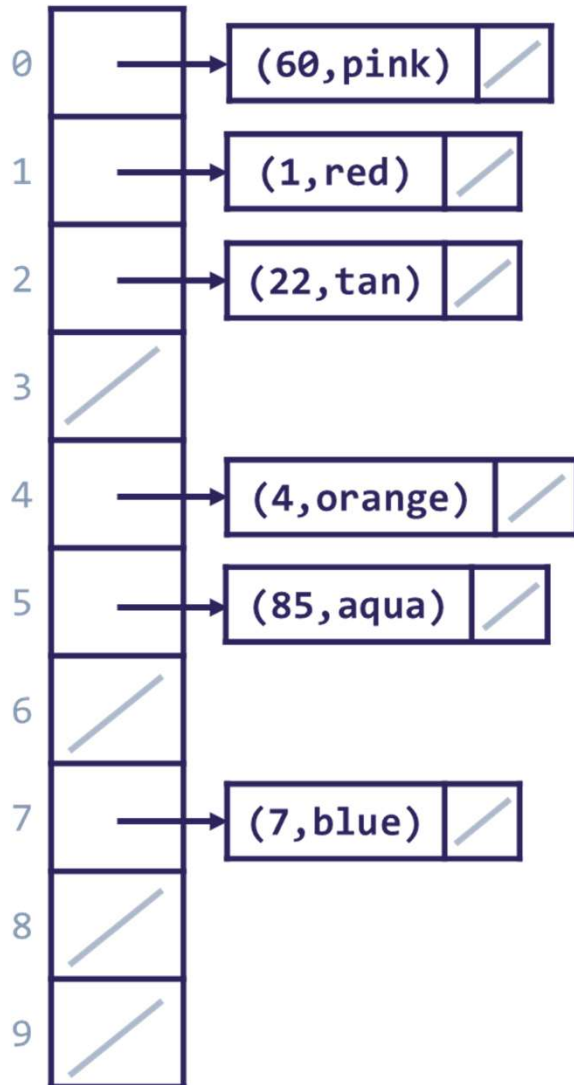 0 (60,pink)
1 (1,red)
2 (22,tan)
3
4 (4,orange)
5 (85,aqua)
6
7 (7,blue)
8
9